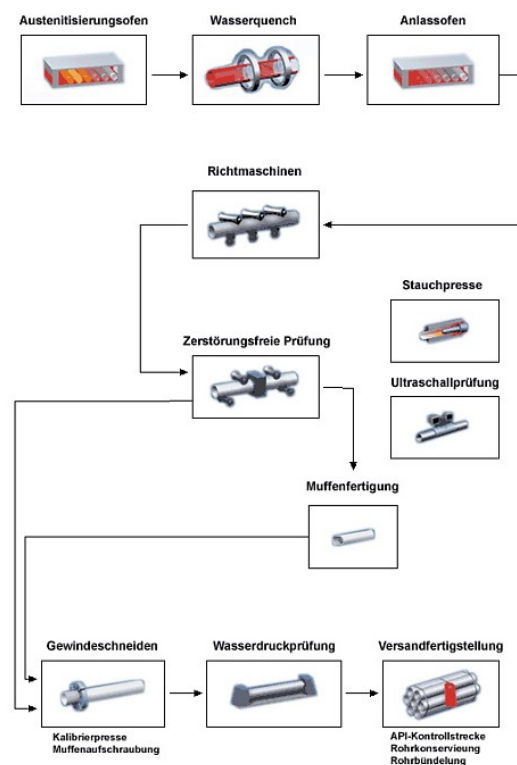 Austenitisierungsofen
Wasserquench
Anlassofen
Richtmaschinen
Stauchpresse
Zerstörungsfreie Prüfung
Ultraschallprüfung
Muffenfertigung
Gewindeschneiden
Wasserdruckprüfung
Versandfertigstellung
Kalibrierpresse
Muffenaufschraubung
API-Kontrollstrecke
Rohrkonservieung
Rohrbündelung